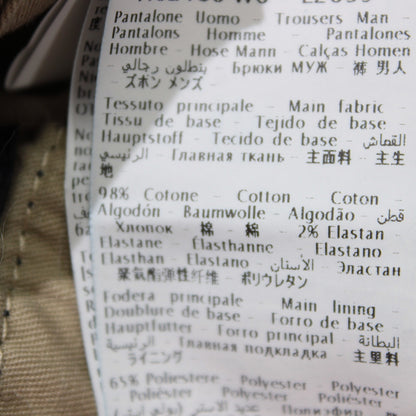 Pantalone Uomo - Trousers Man -
Pantalons Homme - Pantalones
Hombre - Hose Mann - Calças Homen
- بنطلون رجالي - Брюки МУЖ - 裤 男人
- ズボン メンズ -
Tessuto principale - Main fabric -
Tissu de base - Tejido de base -
Hauptstoff - Tecido de base - القماش
الرئيسي - Главная ткань - 主面料 - 主生
地
98% Cotone - Cotton - Coton -
Algodón - Baumwolle - Algodão - قطن
- Хлопок - 棉 - 綿 - 2% Elastan -
Elastane - Elasthanne - Elastano -
Elasthan - Elastano - الأستان - Эластан
- 聚氨酯弹性纤维 - ポリウレタン
Fodera principale - Main lining -
Doublure de base - Forro de base -
Hauptfutter - Forro principal - البطانة
الرئيسية - Главная подкладка - 主里料
- ライニング
65% Poliestere - Polyester -
Polyester - Poliéster - Polyester -